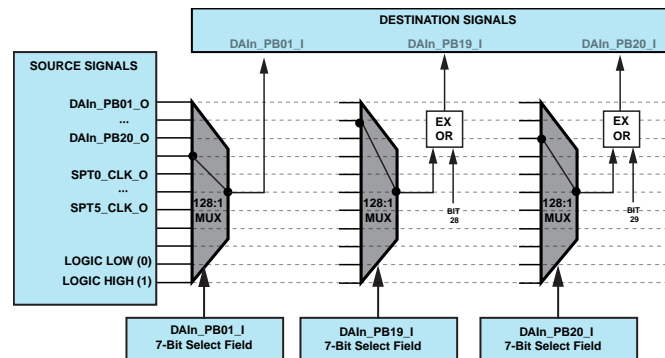 DESTINATION SIGNALS
DAIn_PB01_I
DAIn_PB19_I
DAIn_PB20_I
SOURCE SIGNALS
DAIn_PB01_O
...
DAIn_PB20_O
SPT0_CLK_O
...
SPT5_CLK_O
LOGIC LOW (0)
LOGIC HIGH (1)
128:1
MUX
128:1
MUX
EX
OR
BIT
28
128:1
MUX
EX
OR
BIT
29
DAIn_PB01_I
7-Bit Select Field
DAIn_PB19_I
7-Bit Select Field
DAIn_PB20_I
7-Bit Select Field